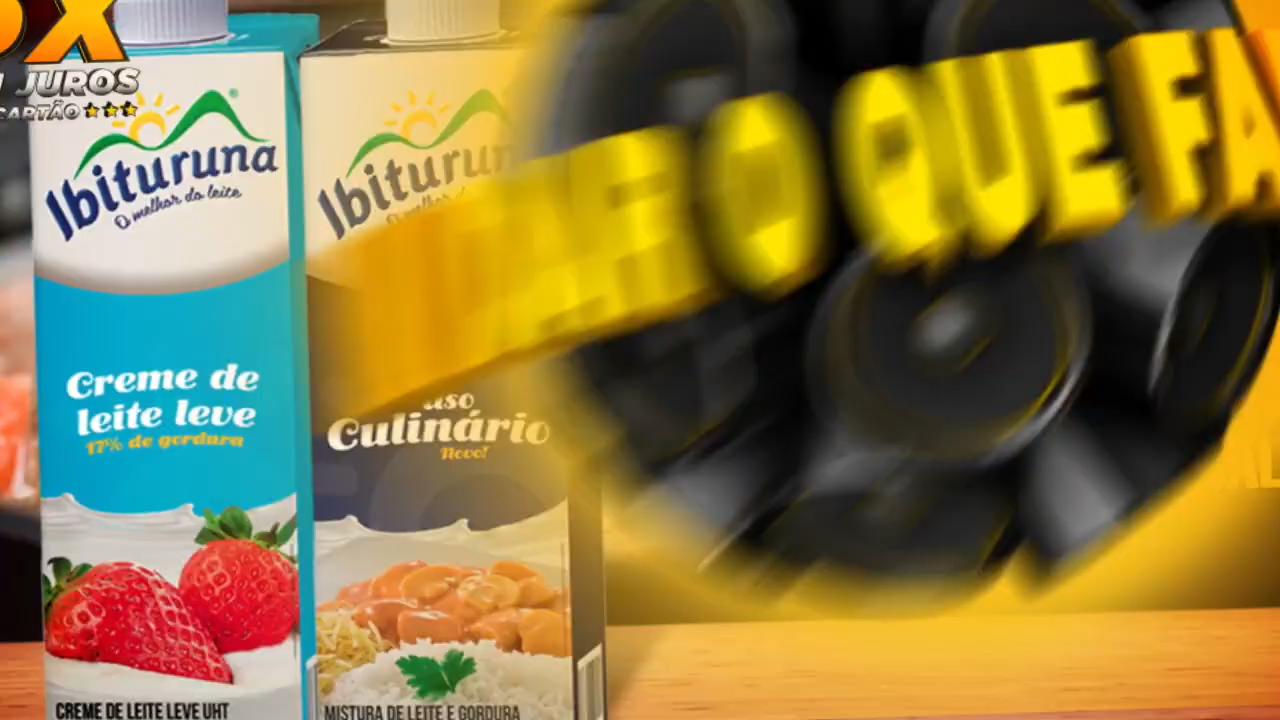 X
JUROS
CARTÃO
Ibituruna
O melhor do leite
Creme de
leite leve
17% de gordura
CREME DE LEITE LEVE UHT
Culinário
Novo!
MISTURA DE LEITE E GORDURA
O QUE FA